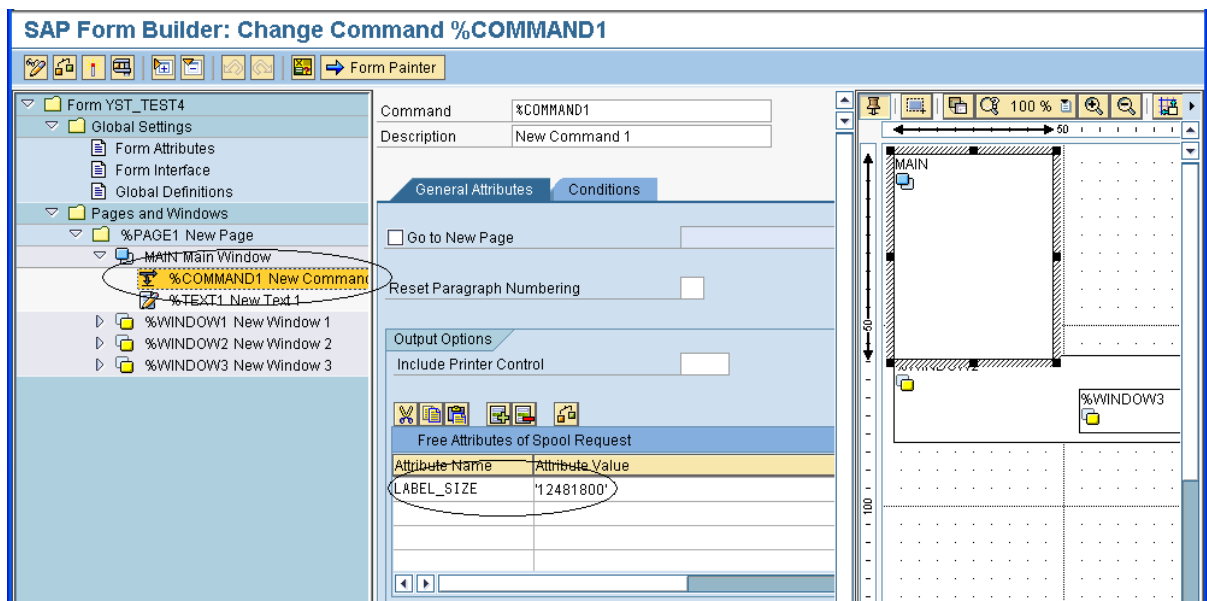 SAP Form Builder: Change Command %COMMAND1
Form Painter
Form YST_TEST4
Global Settings
Form Attributes
Form Interface
Global Definitions
Pages and Windows
%PAGE1 New Page
MAIN Main Window
%COMMAND1 New Comman
%TEXT1 New Text 1
%WINDOW1 New Window 1
%WINDOW2 New Window 2
%WINDOW3 New Window 3
Command %COMMAND1
Description New Command 1
General Attributes Conditions
Go to New Page
Reset Paragraph Numbering
Output Options
Include Printer Control
Free Attributes of Spool Request
Attribute Name Attribute Value
LABEL_SIZE '12481800'
100 %
50
MAIN
50
%WINDOW3
100